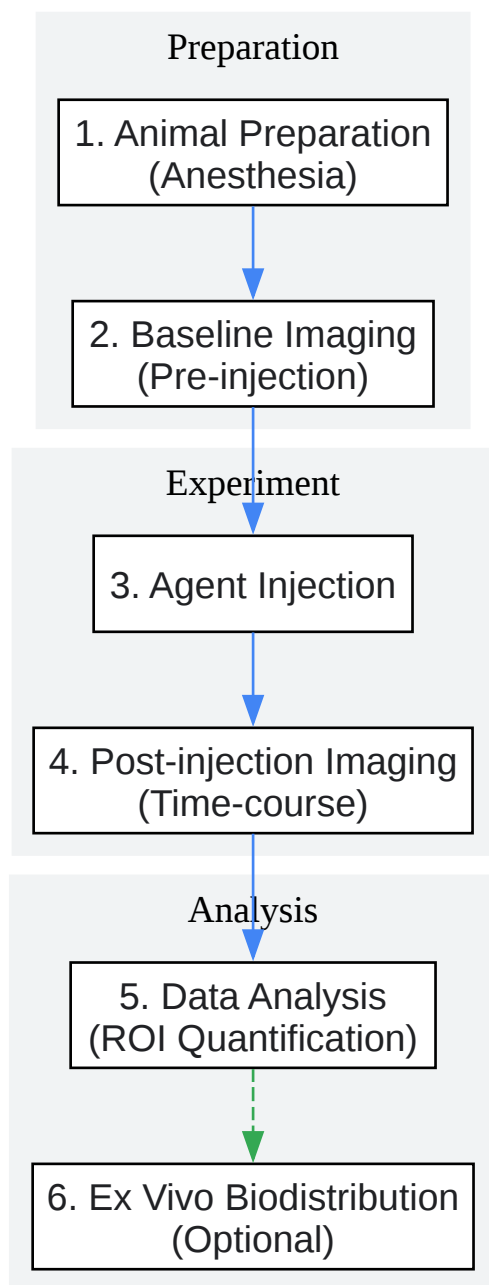 Preparation
1. Animal Preparation
(Anesthesia)
2. Baseline Imaging
(Pre-injection)
Experiment
3. Agent Injection
4. Post-injection Imaging
(Time-course)
Analysis
5. Data Analysis
(ROI Quantification)
6. Ex Vivo Biodistribution
(Optional)